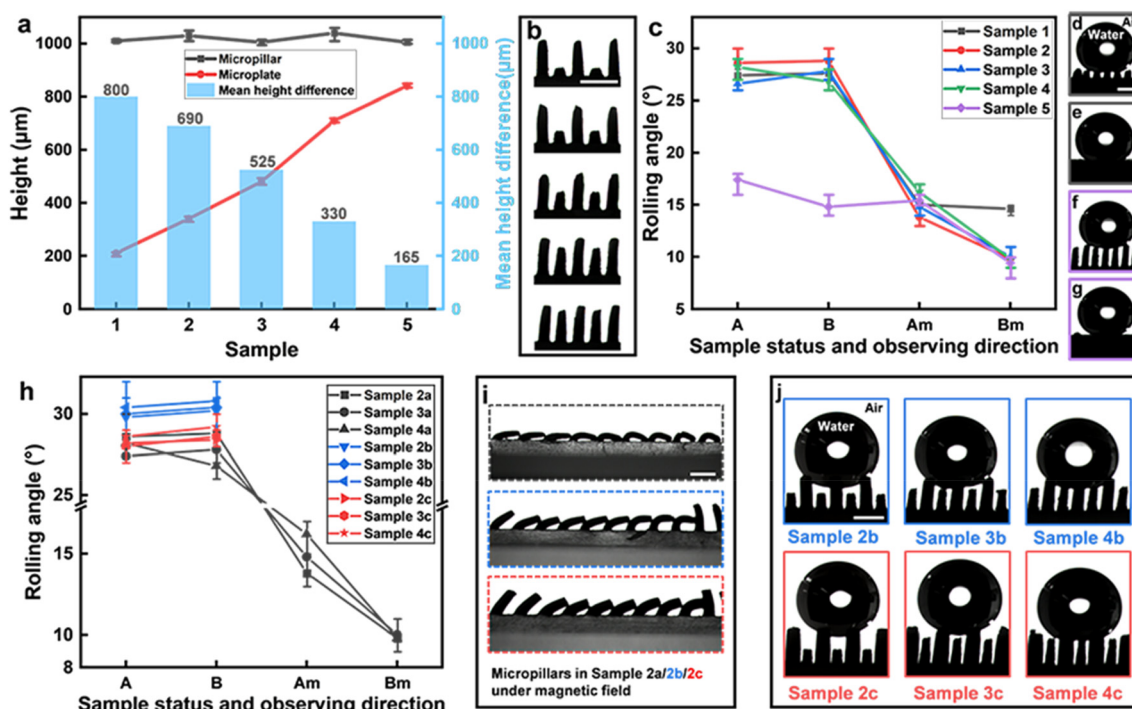 a
Height (μm)
1000
800
600
400
200
0
Micropillar
Microplate
Mean height difference
800
690
525
330
165
1000
800
600
400
200
0
Mean height difference(μm)
1 2 3 4 5
Sample
b
c
Rolling angle (°)
30
25
20
15
10
5
Sample 1
Sample 2
Sample 3
Sample 4
Sample 5
A B Am Bm
Sample status and observing direction
d
Air
Water
e
f
g
h
Rolling angle (°)
30
25
15
10
8
Sample 2a
Sample 3a
Sample 4a
Sample 2b
Sample 3b
Sample 4b
Sample 2c
Sample 3c
Sample 4c
A B Am Bm
Sample status and observing direction
i
Micropillars in Sample 2a/2b/2c
under magnetic field
j
Air
Water
Sample 2b Sample 3b Sample 4b
Sample 2c Sample 3c Sample 4c